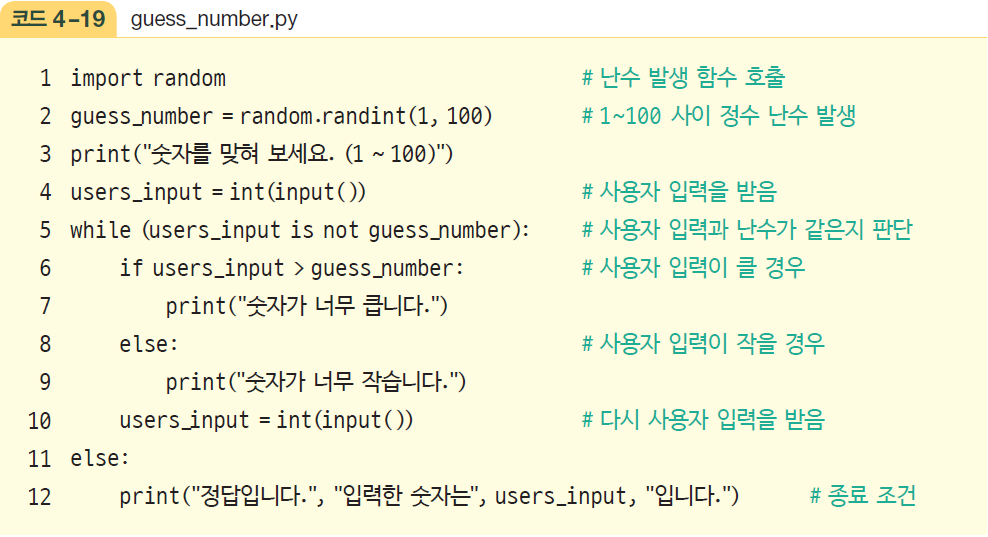 코드 4-19 guess_number.py
1 import random # 난수 발생 함수 호출
2 guess_number = random.randint(1, 100) # 1~100 사이 정수 난수 발생
3 print("숫자를 맞혀 보세요. (1 ~ 100)")
4 users_input = int(input()) # 사용자 입력을 받음
5 while (users_input is not guess_number): # 사용자 입력과 난수가 같은지 판단
6     if users_input > guess_number: # 사용자 입력이 클 경우
7         print("숫자가 너무 큽니다.")
8     else: # 사용자 입력이 작을 경우
9         print("숫자가 너무 작습니다.")
10     users_input = int(input()) # 다시 사용자 입력을 받음
11 else:
12     print("정답입니다.", "입력한 숫자는", users_input, "입니다.") # 종료 조건